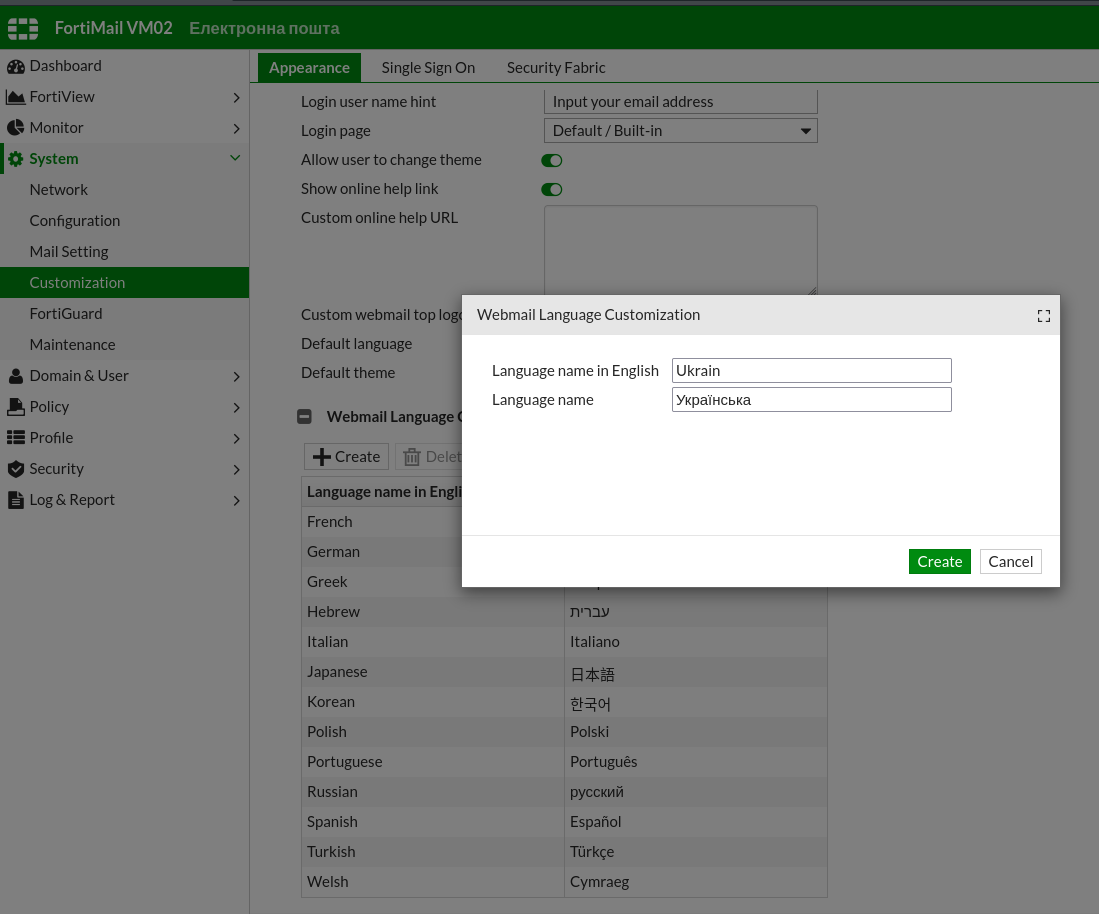 FortiMail VM02 Електронна пошта
Dashboard
FortiView
Monitor
System
Network
Configuration
Mail Setting
Customization
FortiGuard
Maintenance
Domain & User
Policy
Profile
Security
Log & Report
Appearance Single Sign On Security Fabric
Login user name hint Input your email address
Login page Default / Built-in
Allow user to change theme
Show online help link
Custom online help URL
Custom webmail top logo
Default language
Default theme
Webmail Language
Create Delet
Language name in Engli
French
German
Greek
Hebrew עברית
Italian Italiano
Japanese 日本語
Korean 한국어
Polish Polski
Portuguese Português
Russian русский
Spanish Español
Turkish Türkçe
Welsh Cymraeg
Webmail Language Customization
Language name in English Ukrain
Language name Українська
Create Cancel